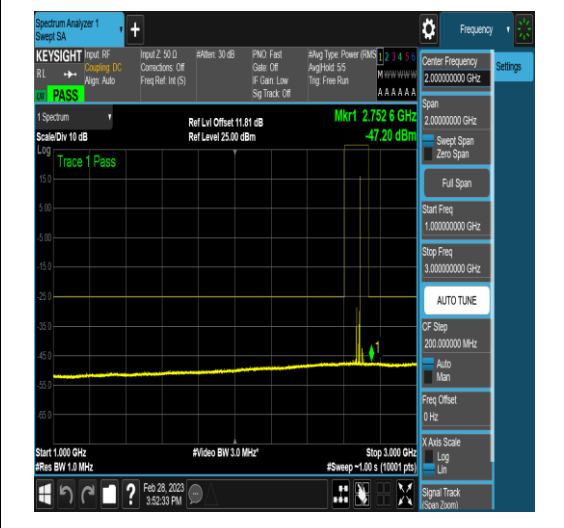 Spectrum Analyzer 1
Swept SA
+
Frequency
KEYSIGHT
RL
PASS
Input: RF
Coupling: DC
Align: Auto
Input Z: 50 Ω
Corrections: Off
Freq Ref: Int (S)
#Atten: 30 dB
PNO: Fast
Gate: Off
IF Gain: Low
Sig Track: Off
#Avg Type: Power (RMS
Avg|Hold: 5/5
Trig: Free Run
1 2 3 4 5 6
M W W W W W
A A A A A A
1 Spectrum
Scale/Div 10 dB
Log
Ref Lvl Offset 11.81 dB
Ref Level 25.00 dBm
Mkr1 2.752 6 GHz
-47.20 dBm
Trace 1 Pass
15.0
5.00
-5.00
-15.0
-25.0
-35.0
-45.0
-55.0
-65.0
1
Start 1.000 GHz
#Res BW 1.0 MHz
#Video BW 3.0 MHz*
Stop 3.000 GHz
#Sweep ~1.00 s (10001 pts)
Center Frequency
2.000000000 GHz
Settings
Span
2.00000000 GHz
Swept Span
Zero Span
Full Span
Start Freq
1.000000000 GHz
Stop Freq
3.000000000 GHz
AUTO TUNE
CF Step
200.000000 MHz
Auto
Man
Freq Offset
0 Hz
X Axis Scale
Log
Lin
Signal Track
(Span Zoom)
?
Feb 28, 2023
3:52:33 PM